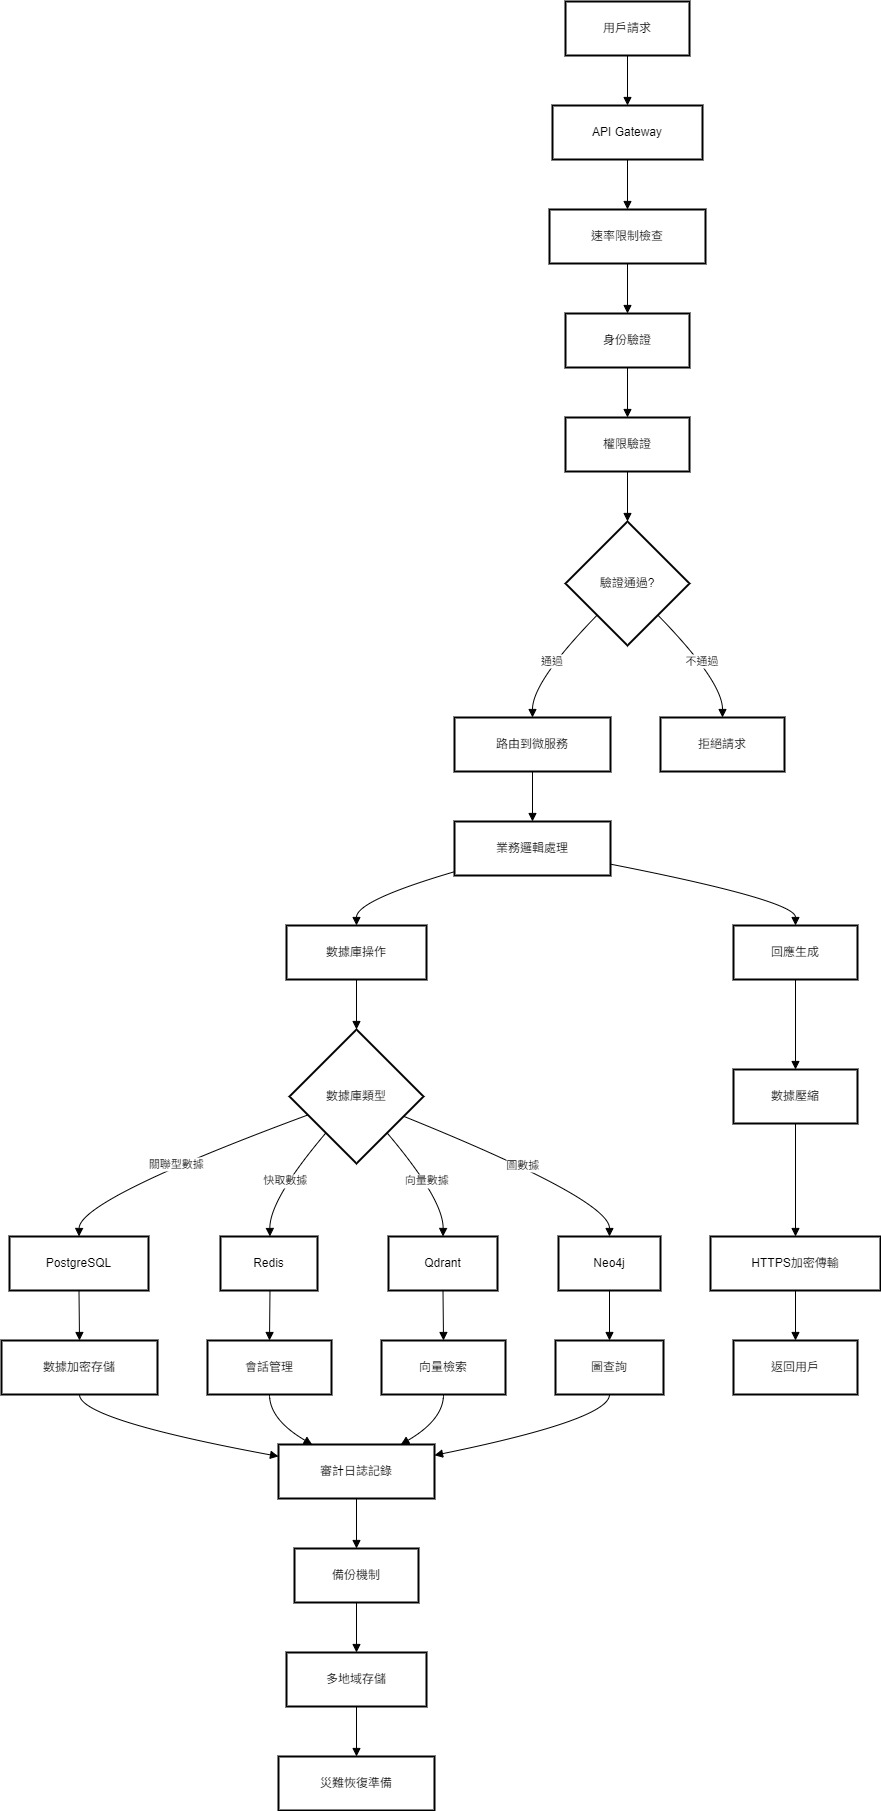 用戶請求
API Gateway
速率限制檢查
身份驗證
權限驗證
驗證通過?
通過
不通過
路由到微服務
拒絕請求
業務邏輯處理
數據庫操作
回應生成
數據庫類型
數據壓縮
關聯型數據
快取數據
向量數據
圖數據
PostgreSQL
Redis
Qdrant
Neo4j
HTTPS加密傳輸
數據加密存儲
會話管理
向量檢索
圖查詢
返回用戶
審計日誌記錄
備份機制
多地域存儲
災難恢復準備